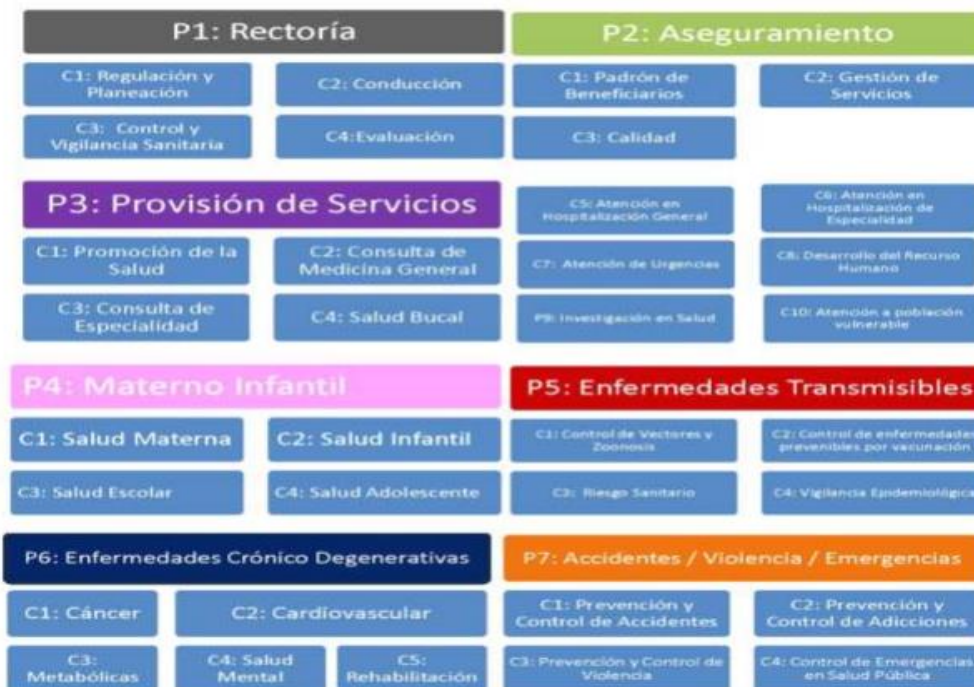 P1: Rectoría
P2: Aseguramiento
C1: Regulación y
Planeación
C2: Conducción
C1: Padrón de
Beneficiarios
C2: Gestión de
Servicios
C3: Control y
Vigilancia Sanitaria
C4:Evaluación
C3: Calidad
P3: Provisión de Servicios
C5: Atención en
Hospitalización General
C6: Atención en
Hospitalización de
Especialidad
C1: Promoción de la
Salud
C2: Consulta de
Medicina General
C7: Atención de Urgencias
C8: Desarrollo del Recurso
Humano
C3: Consulta de
Especialidad
C4: Salud Bucal
P9: Investigación en Salud
C10: Atención a población
vulnerable
P4: Materno Infantil
P5: Enfermedades Transmisibles
C1: Salud Materna
C2: Salud Infantil
C1: Control de Vectores y
Zoonosis
C2: Control de enfermedades
prevenibles por vacunación
C3: Salud Escolar
C4: Salud Adolescente
C3: Riesgo Sanitario
C4: Vigilancia Epidemiológica
P6: Enfermedades Crónico Degenerativas
P7: Accidentes / Violencia / Emergencias
C1: Cáncer
C2: Cardiovascular
C1: Prevención y
Control de Accidentes
C2: Prevención y
Control de Adicciones
C3:
Metabólicas
C4: Salud
Mental
C5:
Rehabilitación
C3: Prevención y Control de
Violencia
C4: Control de Emergencias
en Salud Pública